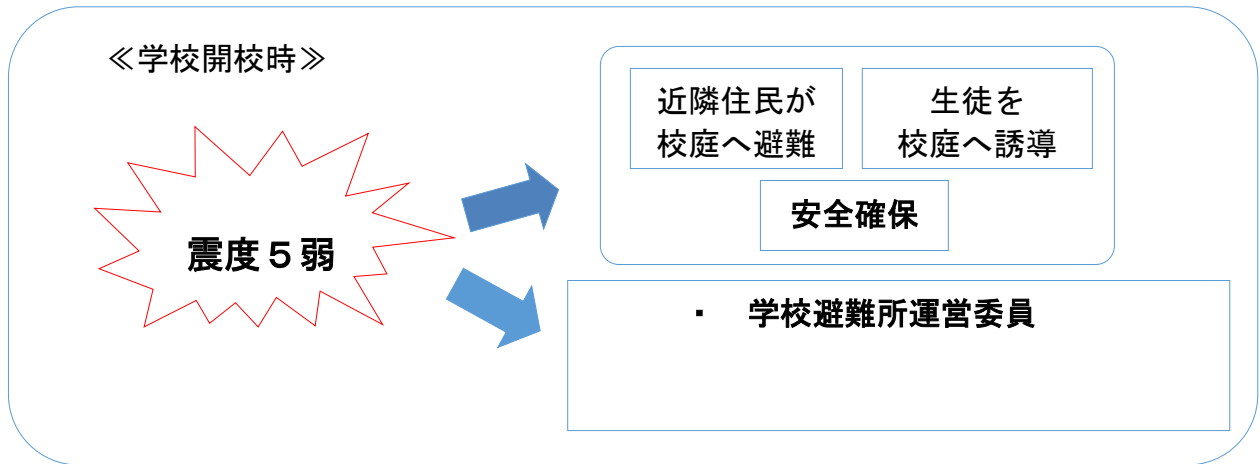 ≪学校開校時≫
近隣住民が
校庭へ避難
生徒を
校庭へ誘導
安全確保
震度５弱
・ 学校避難所運営委員